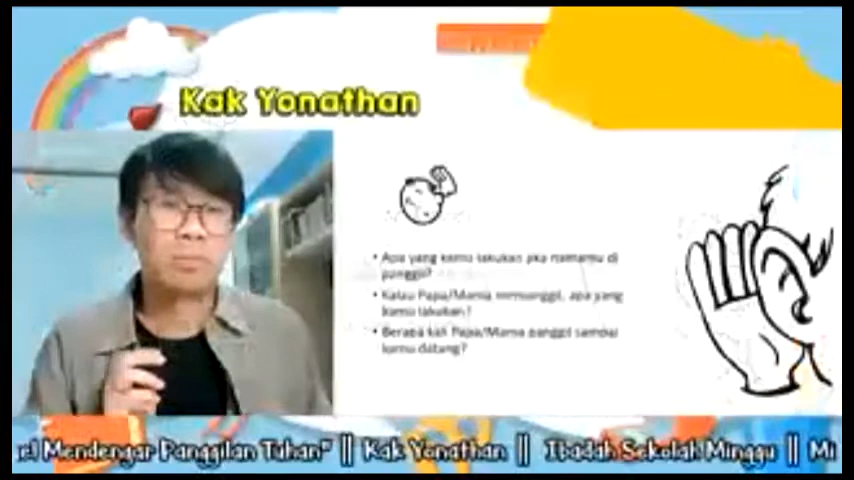 Kak Yonathan
• Apa yang kamu lakukan jika namamu di
panggil?
• Kalau Papa/Mama memanggil, apa yang
kamu lakukan?
• Berapa kali Papa/Mama panggil sampai
kamu datang?
Mendengar Panggilan Tuhan" || Kak Yonathan || Ibadah Sekolah Minggu ||